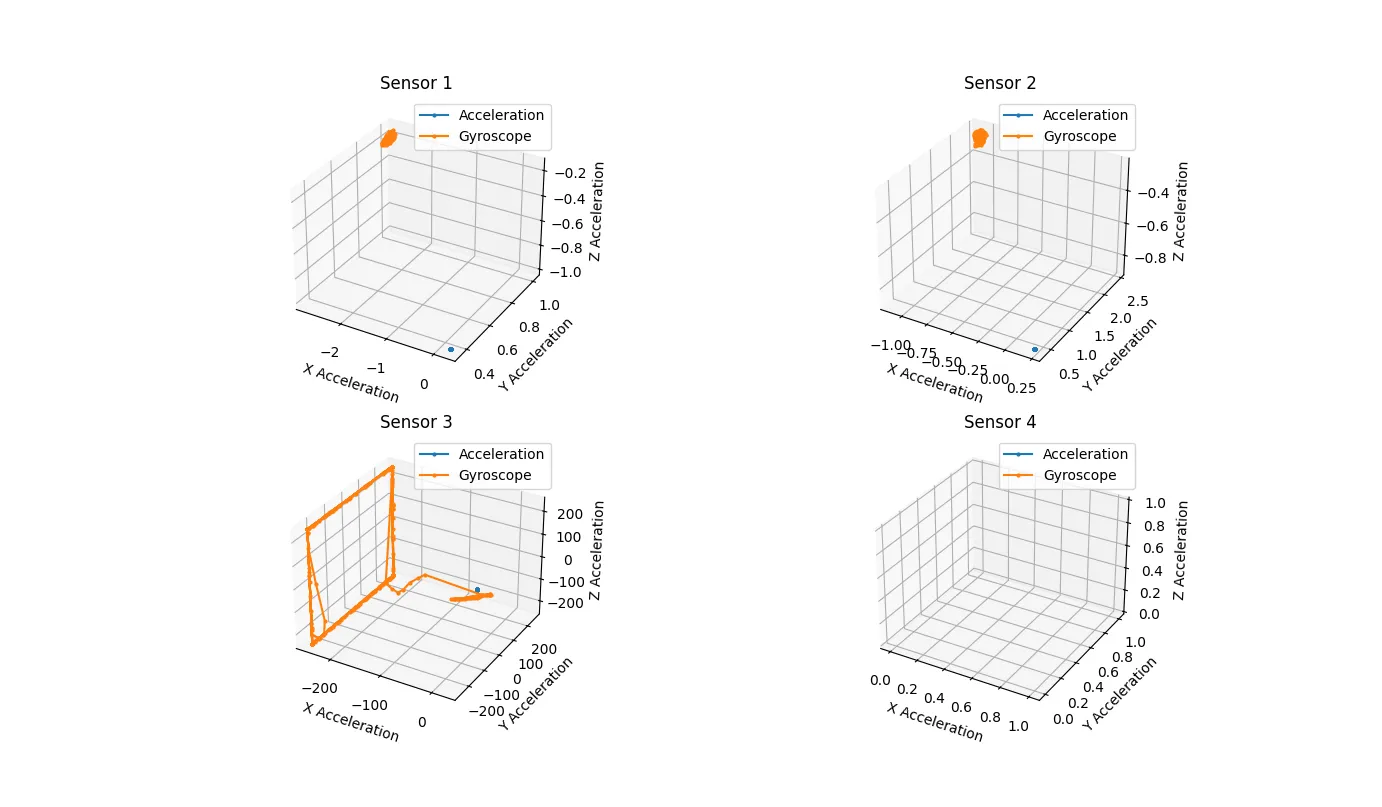 Sensor 1
Acceleration
Gyroscope
−0.2
−0.4
−0.6
−0.8
−1.0
Z Acceleration
1.0
0.8
0.6
0.4
Y Acceleration
−2
−1
0
X Acceleration
Sensor 2
Acceleration
Gyroscope
−0.4
−0.6
−0.8
Z Acceleration
2.5
2.0
1.5
1.0
0.5
Y Acceleration
−1.00
−0.75
−0.50
−0.25
0.00
0.25
X Acceleration
Sensor 3
Acceleration
Gyroscope
200
100
0
−100
−200
Z Acceleration
200
100
0
−100
−200
Y Acceleration
−200
−100
0
X Acceleration
Sensor 4
Acceleration
Gyroscope
1.0
0.8
0.6
0.4
0.2
0.0
Z Acceleration
1.0
0.8
0.6
0.4
0.2
0.0
Y Acceleration
0.0
0.2
0.4
0.6
0.8
1.0
X Acceleration